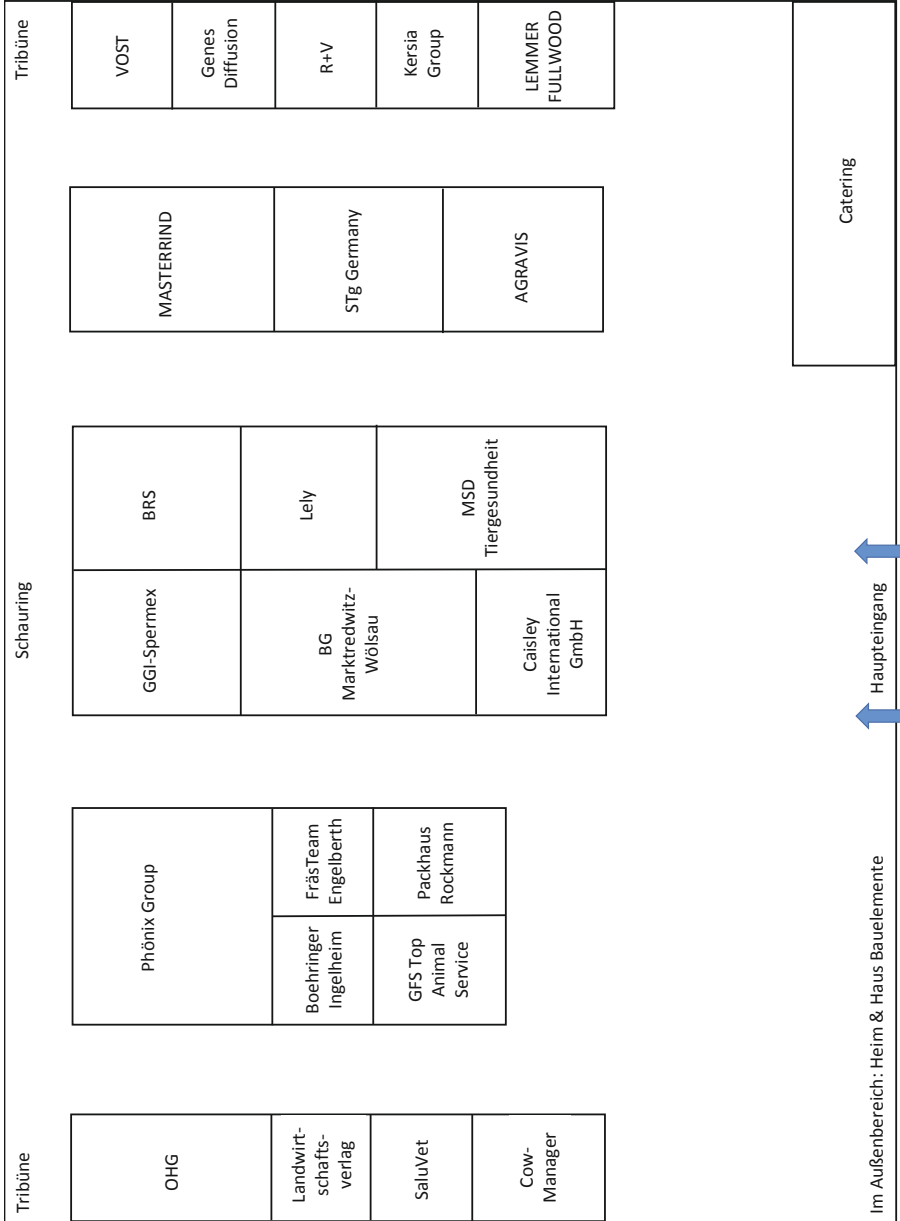 Tribüne
Schauring
Tribüne
OHG
Landwirt-
schafts-
verlag
SaluVet
Cow-
Manager
Phönix Group
Boehringer
Ingelheim
FräsTeam
Engelberth
GFS Top
Animal
Service
Packhaus
Rockmann
GGI-Spermex
BRS
BG
Marktredwitz-
Wölsau
Lely
MSD
Tiergesundheit
Caisley
International
GmbH
MASTERRIND
STg Germany
AGRAVIS
VOST
Genes
Diffusion
R+V
Kersia
Group
LEMMER
FULLWOOD
Catering
Haupteingang
Im Außenbereich: Heim & Haus Bauelemente